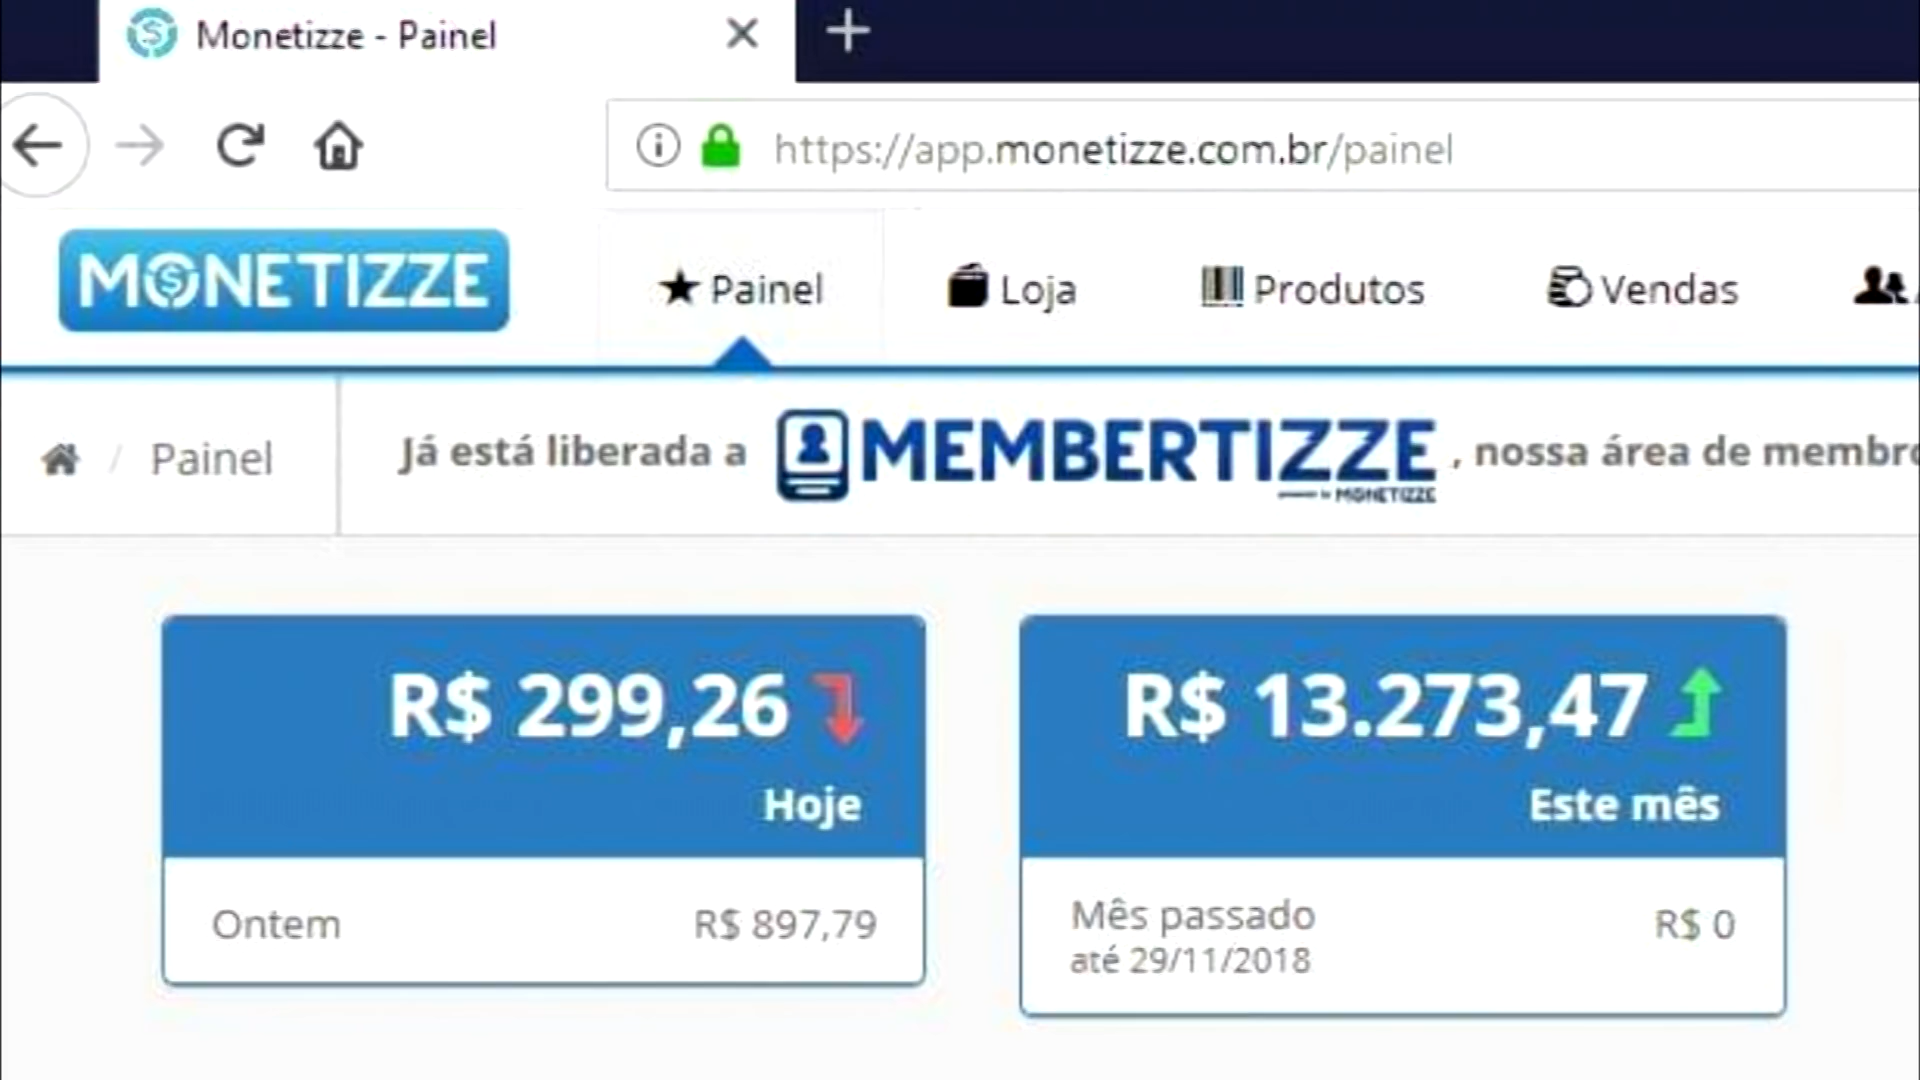 Monetizze - Painel
https://app.monetizze.com.br/painel
MONETIZZE
Painel
Loja
Produtos
Vendas
/ Painel
Já está liberada a MEMBERTIZZE, nossa área de membro
MONETIZZE
R$ 299,26
Hoje
Ontem R$ 897,79
R$ 13.273,47
Este mês
Mês passado R$ 0
até 29/11/2018